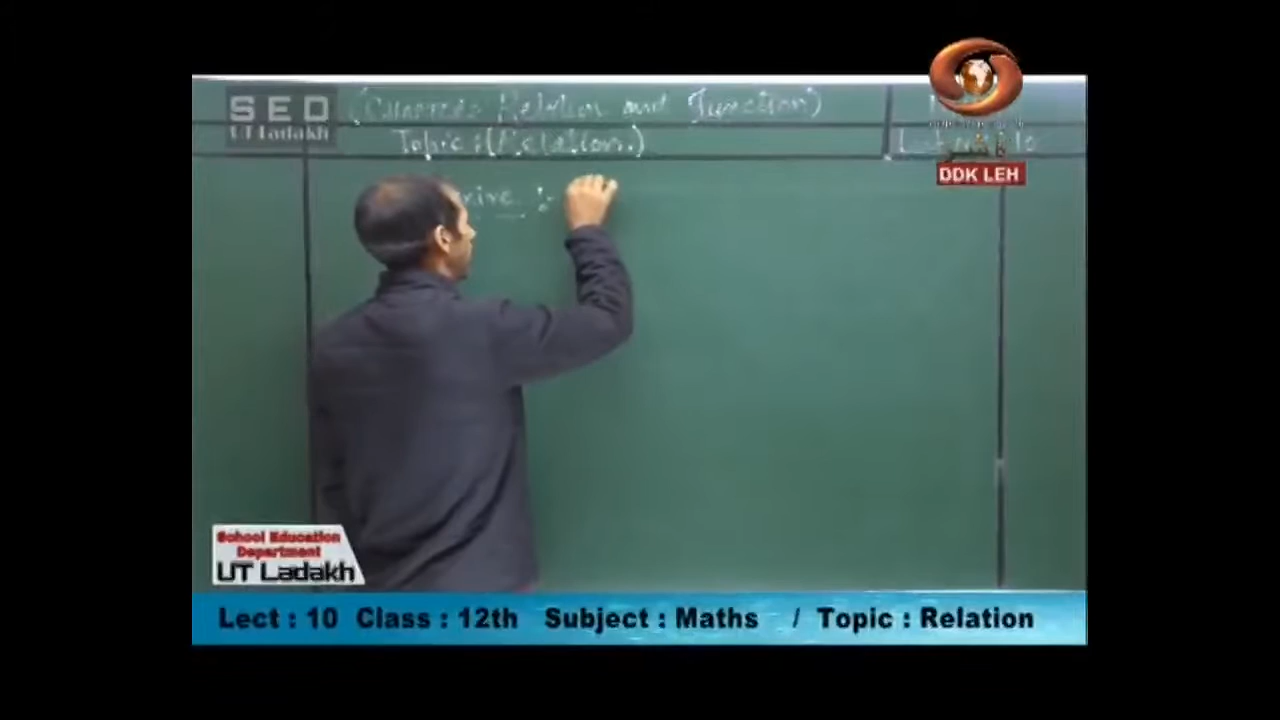 SED
UT Ladakh
Relation and Function)
Topic : (Relation.)
DDK LEH
School Education
Department
UT Ladakh
Lect : 10 Class : 12th Subject : Maths / Topic : Relation